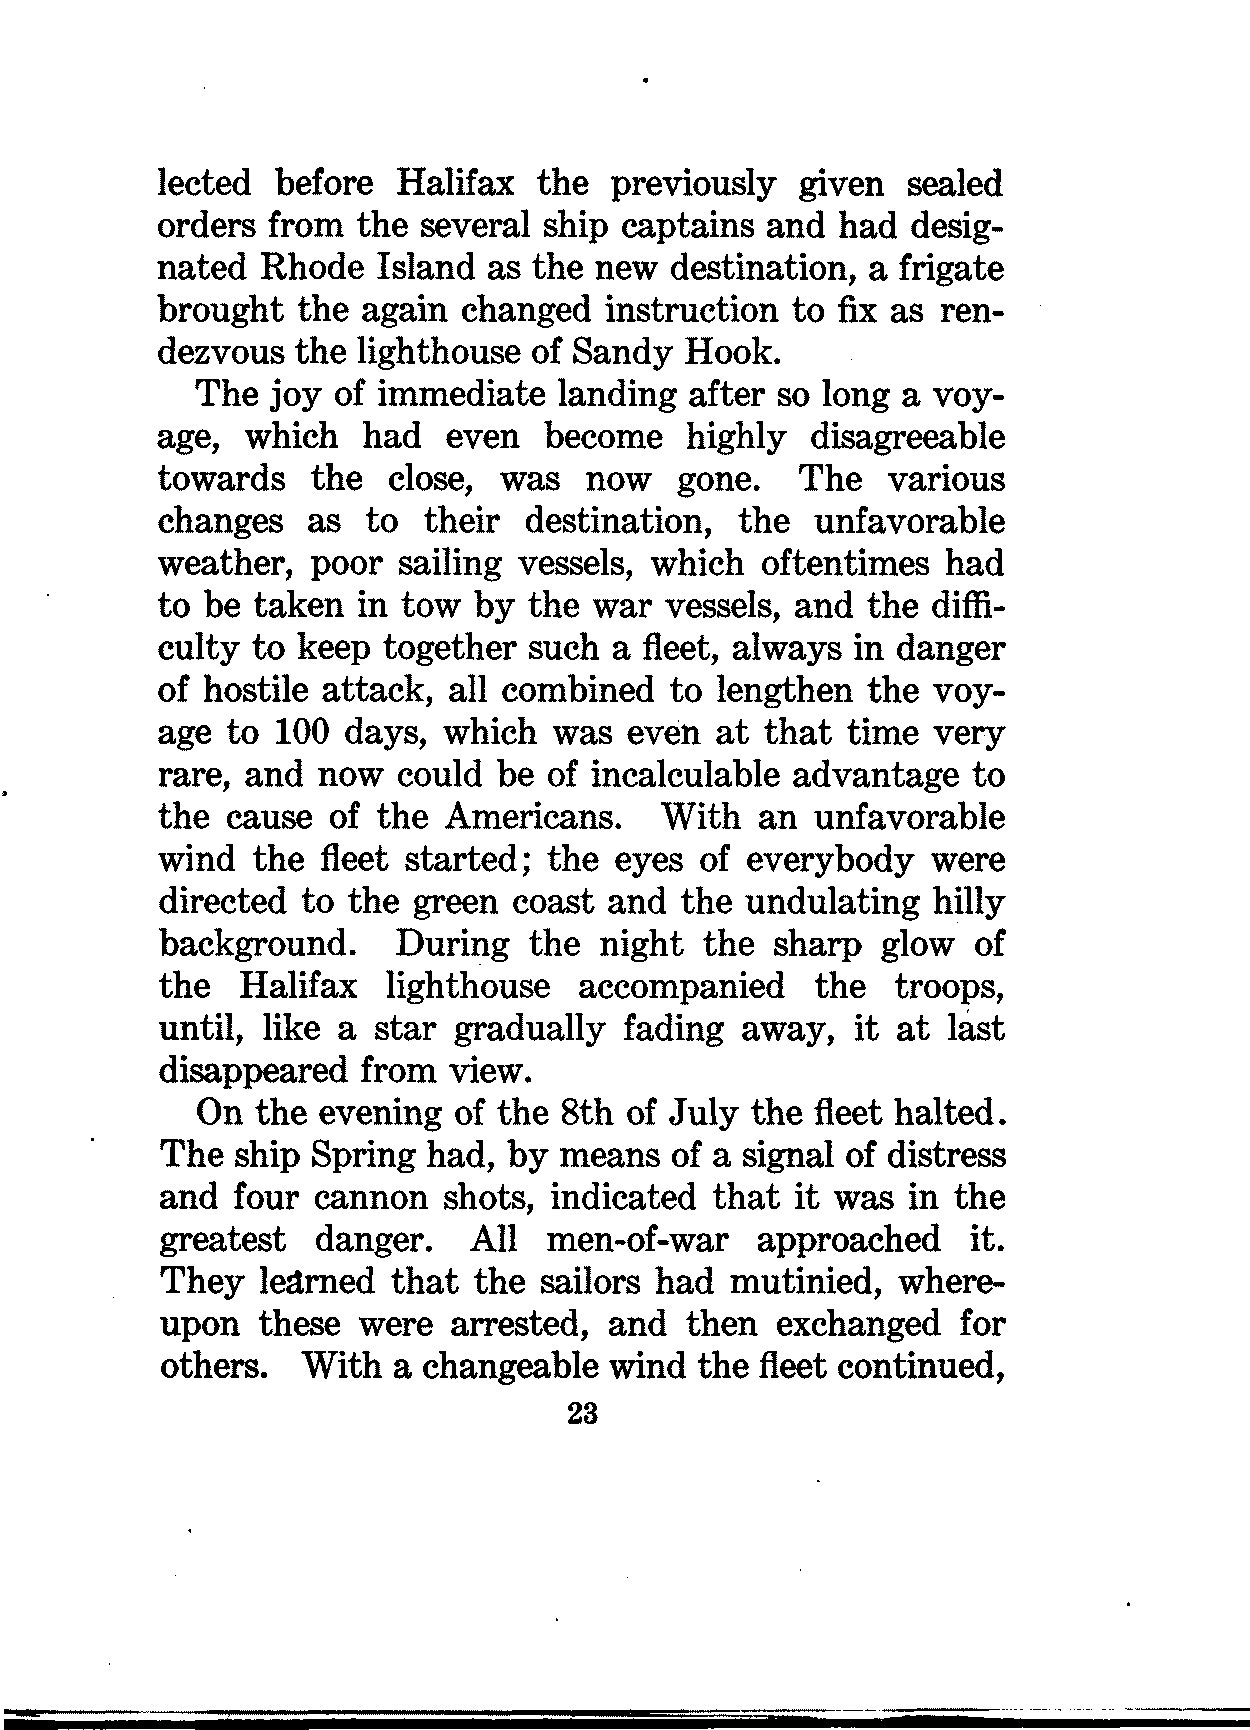 lected before Halifax the previously given sealed
orders from the several ship captains and had desig-
nated Rhode Island as the new destination, a frigate
brought the again changed instruction to fix as ren-
dezvous the lighthouse of Sandy Hook.
The joy of immediate landing after so long a voy-
age, which had even become highly disagreeable
towards the close, was now gone. The various
changes as to their destination, the unfavorable
weather, poor sailing vessels, which oftentimes had
to be taken in tow by the war vessels, and the diffi-
culty to keep together such a fleet, always in danger
of hostile attack, all combined to lengthen the voy-
age to 100 days, which was even at that time very
rare, and now could be of incalculable advantage to
the cause of the Americans. With an unfavorable
wind the fleet started; the eyes of everybody were
directed to the green coast and the undulating hilly
background. During the night the sharp glow of
the Halifax lighthouse accompanied the troops,
until, like a star gradually fading away, it at last
disappeared from view.
On the evening of the 8th of July the fleet halted.
The ship Spring had, by means of a signal of distress
and four cannon shots, indicated that it was in the
greatest danger. All men-of-war approached it.
They learned that the sailors had mutinied, where-
upon these were arrested, and then exchanged for
others. With a changeable wind the fleet continued,
23